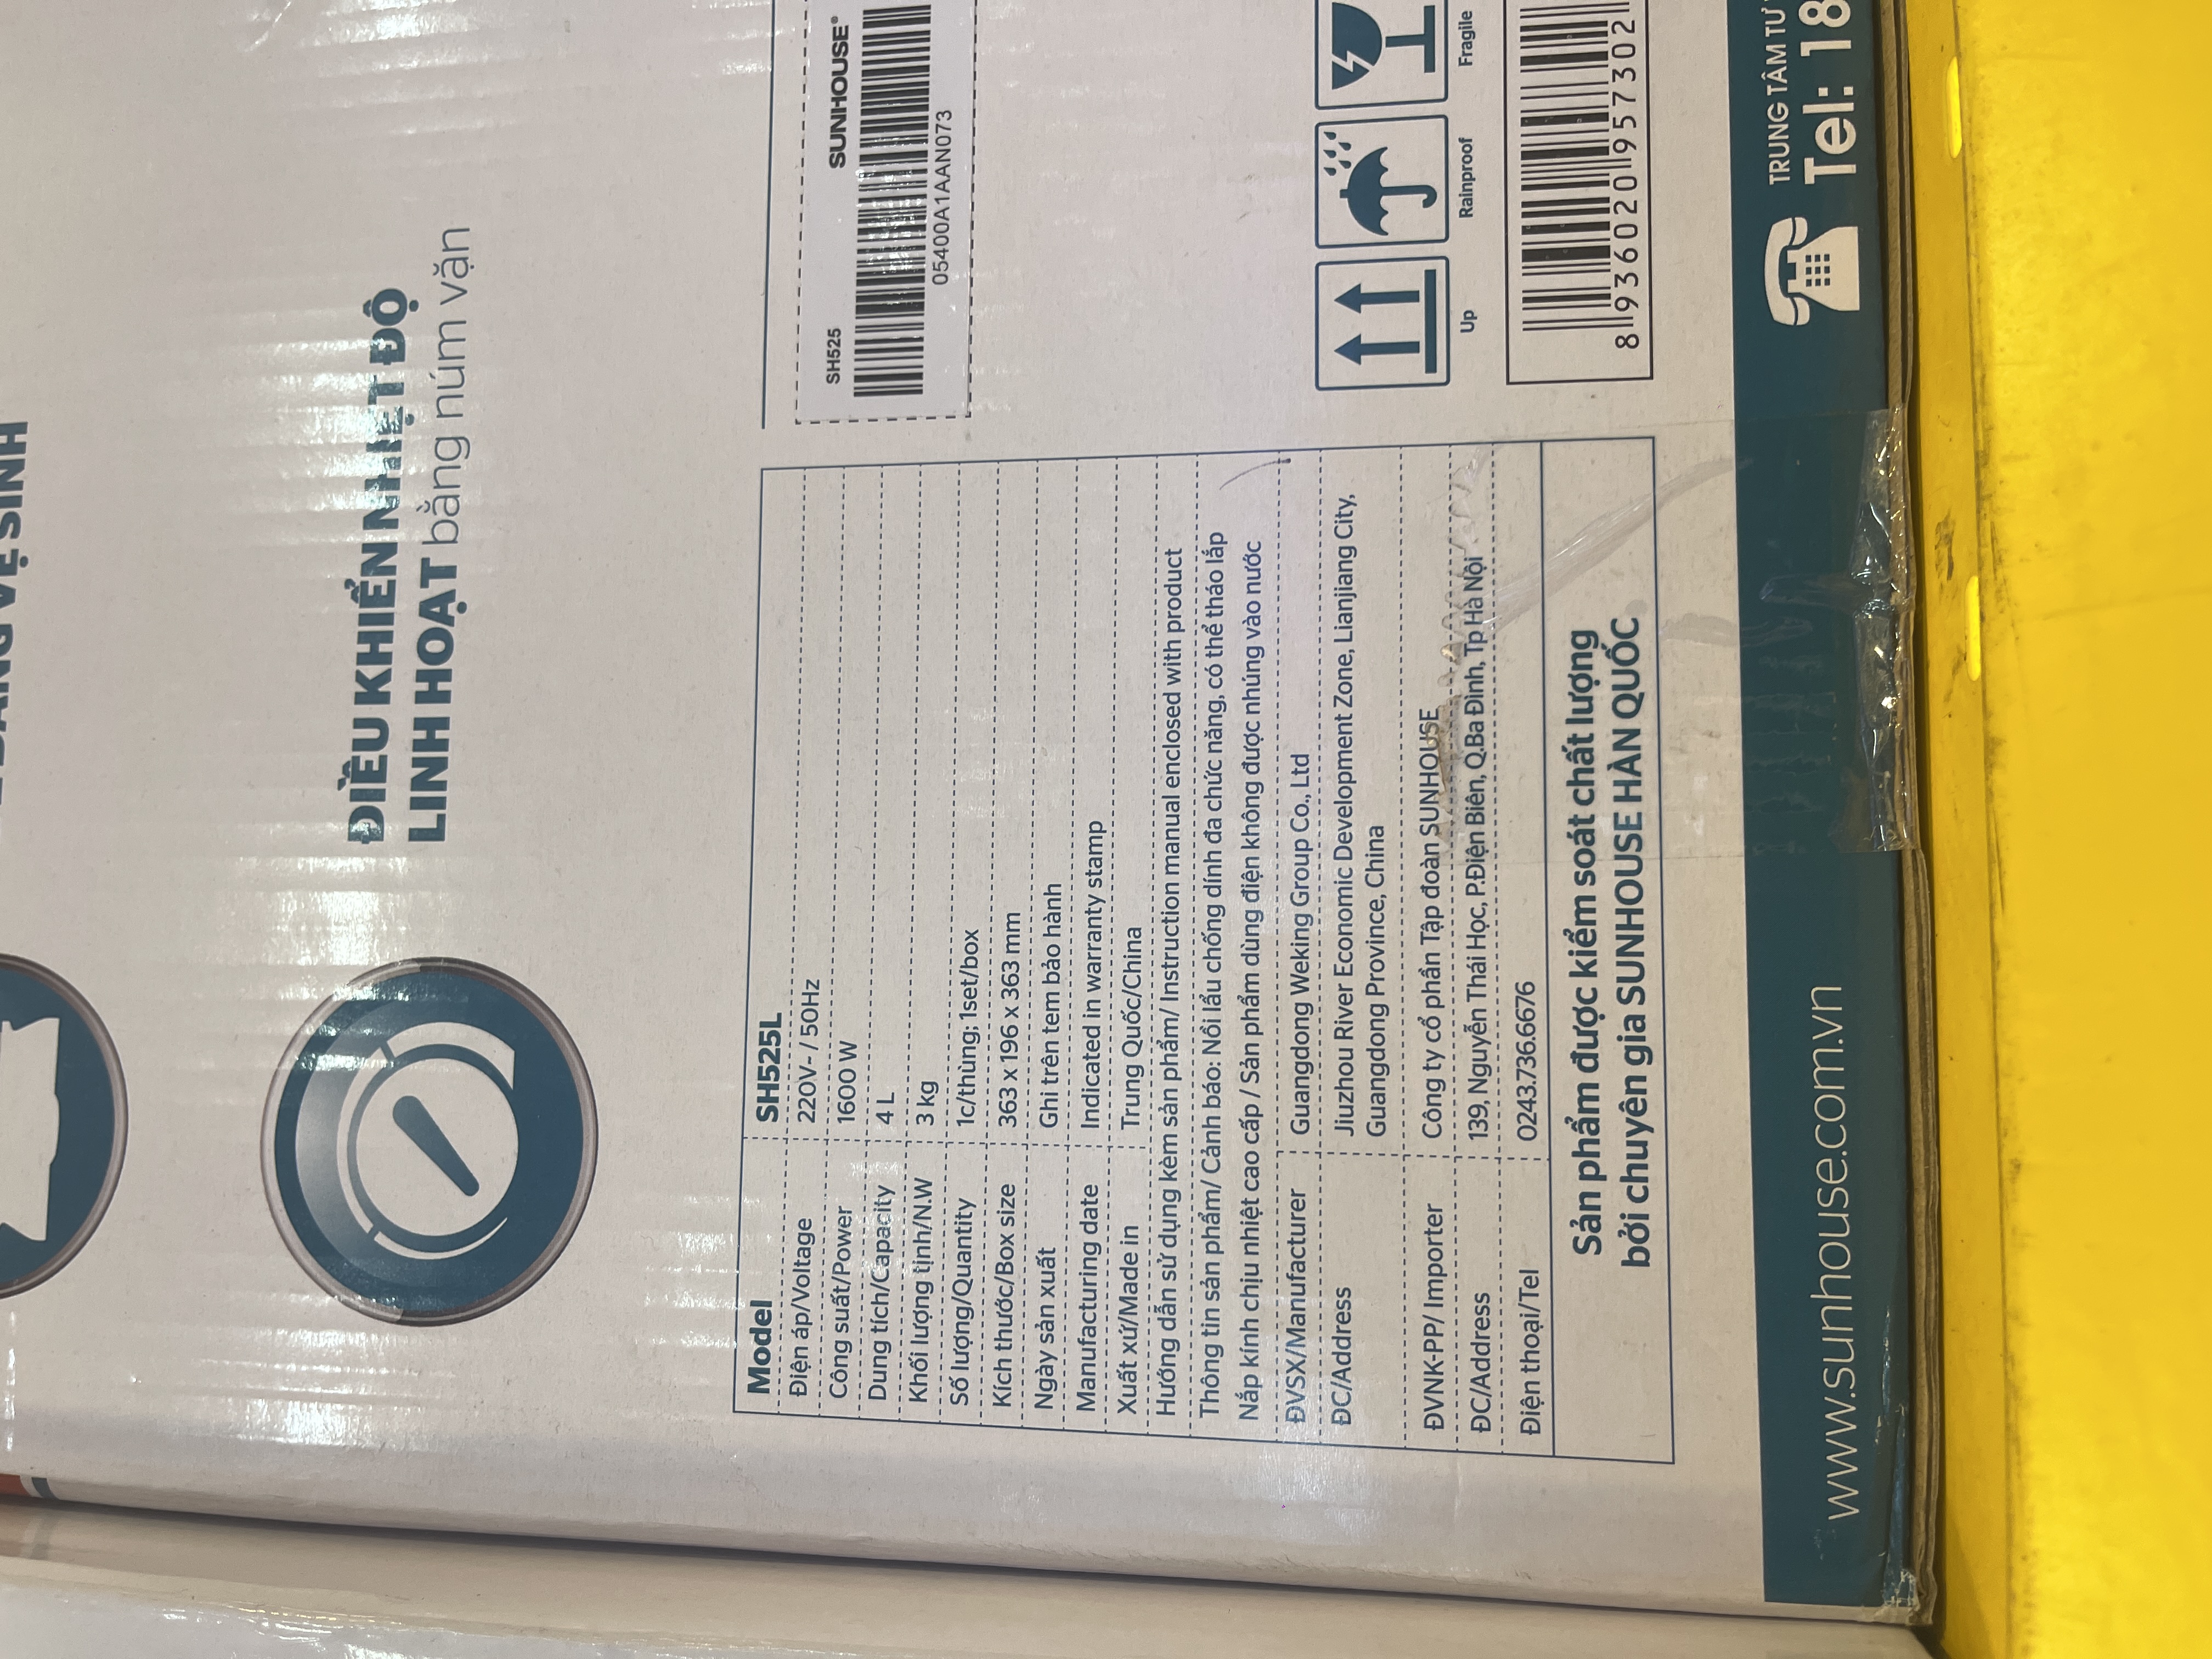 DÀNG VỆ SINH
ĐIỀU KHIỂN NHIỆT ĐỘ
LINH HOẠT bằng núm vặn
Model SH525L
Điện áp/Voltage 220V~ / 50Hz
Công suất/Power 1600 W
Dung tích/Capacity 4 L
Khối lượng tịnh/N.W 3 kg
Số lượng/Quantity 1c/thùng; 1set/box
Kích thước/Box size 363 x 196 x 363 mm
Ngày sản xuất Ghi trên tem bảo hành
Manufacturing date Indicated in warranty stamp
Xuất xứ/Made in Trung Quốc/China
Hướng dẫn sử dụng kèm sản phẩm/ Instruction manual enclosed with product
Thông tin sản phẩm/ Cảnh báo: Nồi lẩu chống dính đa chức năng, có thể tháo lắp
Nắp kính chịu nhiệt cao cấp / Sản phẩm dùng điện không được nhúng vào nước
ĐVSX/Manufacturer Guangdong Weking Group Co., Ltd
ĐC/Address Jiuzhou River Economic Development Zone, Lianjiang City,
Guangdong Province, China
ĐVNK-PP/ Importer Công ty cổ phần Tập đoàn SUNHOUSE
ĐC/Address 139, Nguyễn Thái Học, P.Điện Biên, Q.Ba Đình, Tp Hà Nội
Điện thoại/Tel 0243.736.6676
Sản phẩm được kiểm soát chất lượng
bởi chuyên gia SUNHOUSE HÀN QUỐC
SH525 SUNHOUSE®
05400A1AAN073
Up Rainproof Fragile
8 936020 957302
www.sunhouse.com.vn
TRUNG TÂM TƯ
Tel: 18